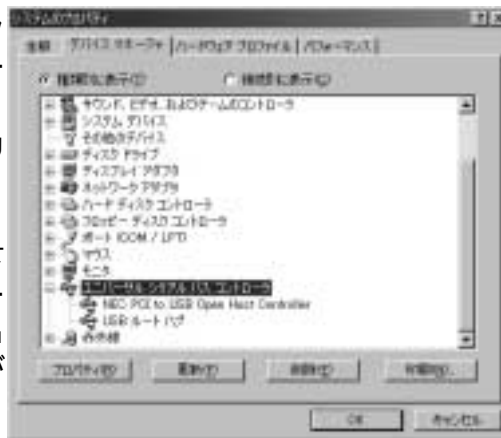 システムのプロパティ
全般 デバイス マネージャ ハードウェア プロファイル パフォーマンス
種類別に表示(T) 接続別に表示(C)
サウンド、ビデオ、およびゲームのコントローラ
システム デバイス
その他のデバイス
ディスク ドライブ
ディスプレイ アダプタ
ネットワーク アダプタ
ハード ディスク コントローラ
フロッピー ディスク コントローラ
ポート (COM / LPT)
マウス
モニタ
ユニバーサル シリアル バス コントローラ
NEC PCI to USB Open Host Controller
USB ルート ハブ
赤外線
プロパティ(R) 更新(F) 削除(E) 印刷(N)...
OK キャンセル